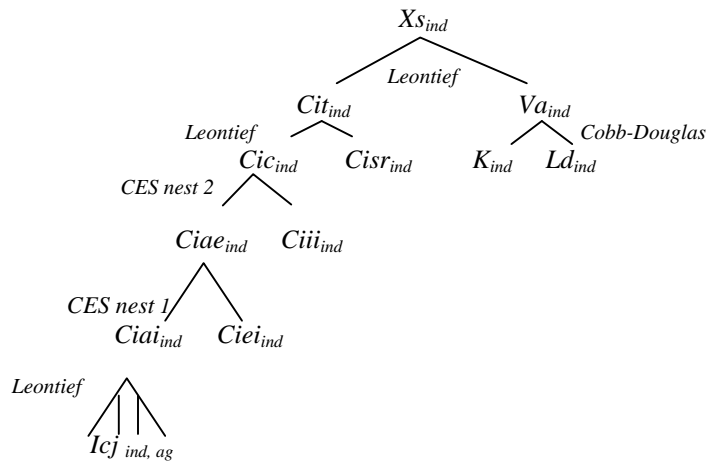 Xs_ind
Leontief
Cit_ind Va_ind
Leontief Cobb-Douglas
Cic_ind Cisr_ind K_ind Ld_ind
CES nest 2
Ciae_ind Ciii_ind
CES nest 1
Ciai_ind Ciei_ind
Leontief
Icj ind, ag